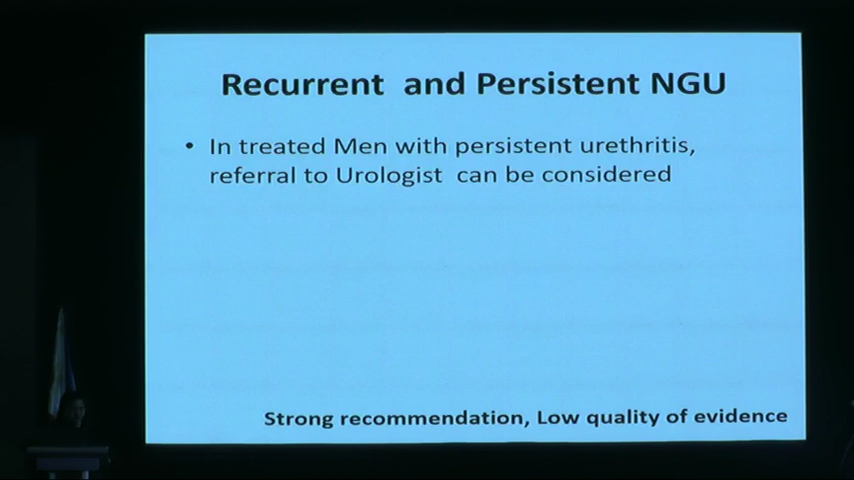 Recurrent and Persistent NGU
• In treated Men with persistent urethritis,
referral to Urologist can be considered
Strong recommendation, Low quality of evidence